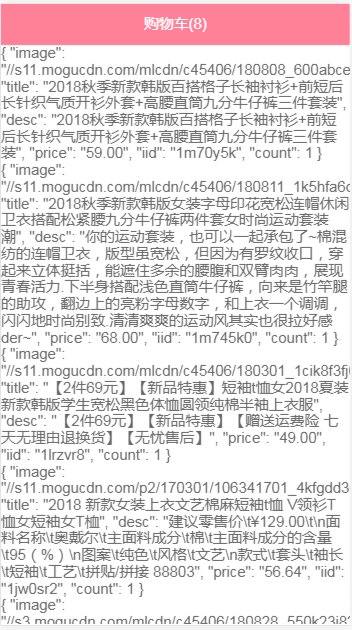 购物车(8)
{ "image":
"//s11.mogucdn.com/mlcdn/c45406/180808_600abce
"title": "2018秋季新款韩版百搭格子长袖衬衫+前短后
长针织气质开衫外套+高腰直筒九分牛仔裤三件套装",
"desc": "2018秋季新款韩版百搭格子长袖衬衫+前短
后长针织气质开衫外套+高腰直筒九分牛仔裤三件套
装", "price": "59.00", "iid": "1m70y5k", "count": 1 }
{ "image":
"//s11.mogucdn.com/mlcdn/c45406/180811_1k5hfa6c
"title": "2017秋季新款韩版女装字母印花宽松连帽休闲
卫衣搭配松紧腰九分牛仔裤两件套女时尚运动套装
潮", "desc": "你的运动套装，也可以一起承包了~棉混
纺的连帽卫衣，版型虽宽松，但因为有罗纹收口，穿
起来立体挺括，能遮住多余的腰腹和双臂肉肉，展现
青春活力.下半身搭配浅色直筒牛仔裤，向来是竹竿腿
的助攻，翻边上的亮粉字母数字，和上衣一个调调，
闪闪地时尚别致.清清爽爽的运动风其实也很拉好感
der~", "price": "68.00", "iid": "1m745k0", "count": 1 }
{ "image":
"//s11.mogucdn.com/mlcdn/c45406/180301_1cik8f3fj
"title": "【2件69元】【新品特惠】短袖t恤女2018夏装
新款韩版学生宽松黑色体恤圆领纯棉半袖上衣服",
"desc": "【2件69元】【新品特惠】【赠送运费险 七
天无理由退换货】【无忧售后】", "price": "49.00",
"iid": "1lrzvr8", "count": 1 }
{ "image":
"//s11.mogucdn.com/p2/170301/106341701_4kfgdd3
"title": "2018 新款女装上衣文艺棉麻短袖t恤 V领衫T
恤女短袖女T桖", "desc": "建议零售价\t¥129.00\t\n面
料名称\t奥戴尔\t主面料成分\t棉\t主面料成分的含量
\t95（%）\n图案\t纯色\t风格\t文艺\n款式\t套头\t袖长
\t短袖\t工艺\t拼贴/拼接 88803", "price": "56.64", "iid":
"1jw0sr2", "count": 1 }
{ "image":
"//s3.mogucdn.com/mlcdn/c45406/180828_550k23i8